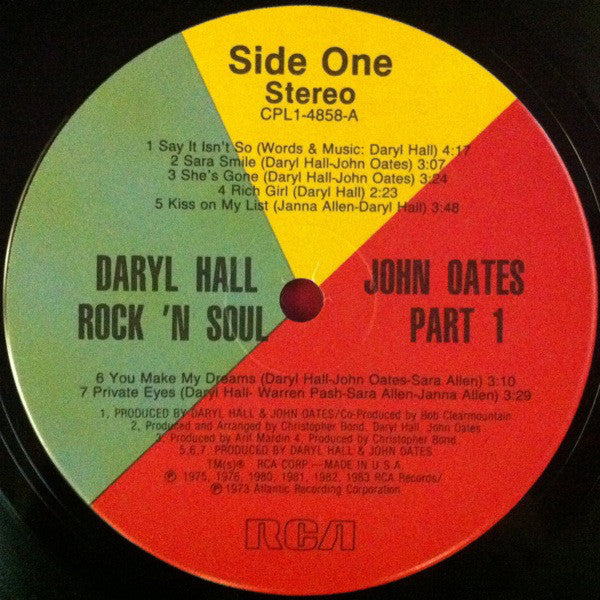 Side One
Stereo
CPL1-4858-A
1 Say It Isn't So (Words & Music: Daryl Hall) 4:17
2 Sara Smile (Daryl Hall-John Oates) 3:07
3 She's Gone (Daryl Hall-John Oates) 3:24
4 Rich Girl (Daryl Hall) 2:23
5 Kiss on My List (Janna Allen-Daryl Hall) 3:48
DARYL HALL JOHN OATES
ROCK 'N SOUL PART 1
6 You Make My Dreams (Daryl Hall-John Oates-Sara Allen) 3:10
7 Private Eyes (Daryl Hall- Warren Pash-Sara Allen-Janna Allen) 3:29
1, PRODUCED BY DARYL HALL & JOHN OATES/Co-Produced by Bob Clearmountain
2, Produced and Arranged by Christopher Bond, Daryl Hall, John Oates
3, Produced by Arif Mardin 4, Produced by Christopher Bond
5,6,7, PRODUCED BY DARYL HALL & JOHN OATES
TM(s)® RCA CORP.—MADE IN U.S.A.
℗ 1975, 1976, 1980, 1981, 1982, 1983 RCA Records/
℗ 1973 Atlantic Recording Corporation
RCA